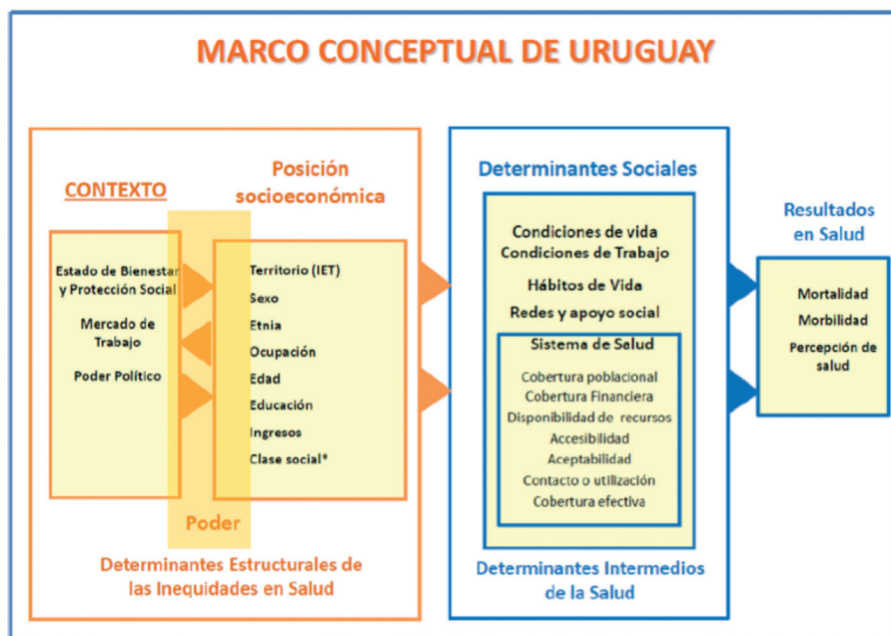 MARCO CONCEPTUAL DE URUGUAY
CONTEXTO
Estado de Bienestar
y Protección Social
Mercado de
Trabajo
Poder Político
Posición
socioeconómica
Territorio (IET)
Sexo
Etnia
Ocupación
Edad
Educación
Ingresos
Clase social*
Poder
Determinantes Estructurales de
las Inequidades en Salud
Determinantes Sociales
Condiciones de vida
Condiciones de Trabajo
Hábitos de Vida
Redes y apoyo social
Sistema de Salud
Cobertura poblacional
Cobertura Financiera
Disponibilidad de recursos
Accesibilidad
Aceptabilidad
Contacto o utilización
Cobertura efectiva
Determinantes Intermedios
de la Salud
Resultados
en Salud
Mortalidad
Morbilidad
Percepción de
salud